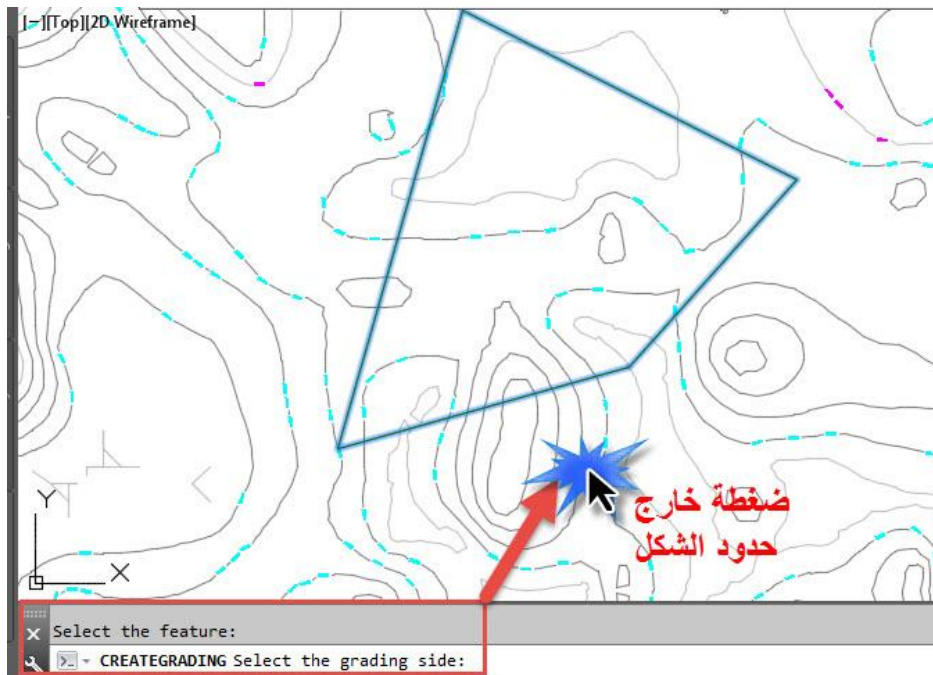 [−][Top][2D Wireframe]
ضغطة خارج
حدود الشكل
Y
X
Select the feature:
CREATEGRADING Select the grading side: